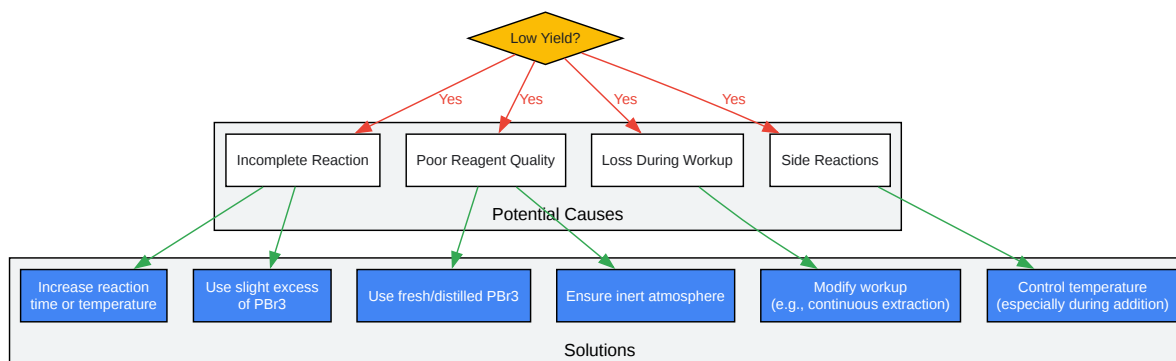 Low Yield?
Yes
Yes
Yes
Yes
Incomplete Reaction
Poor Reagent Quality
Loss During Workup
Side Reactions
Potential Causes
Increase reaction
time or temperature
Use slight excess
of PBr3
Use fresh/distilled PBr3
Ensure inert atmosphere
Modify workup
(e.g., continuous extraction)
Control temperature
(especially during addition)
Solutions